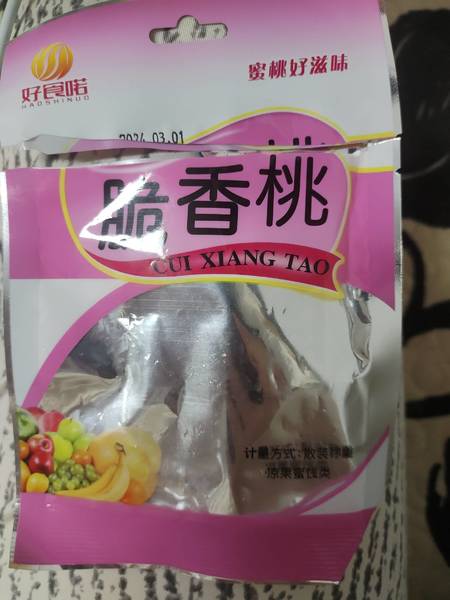 好食喏
HAOSHINUO
蜜桃好滋味
2024.03.01
脆香桃
CUI XIANG TAO
计量方式：散装称重
原果蜜饯类